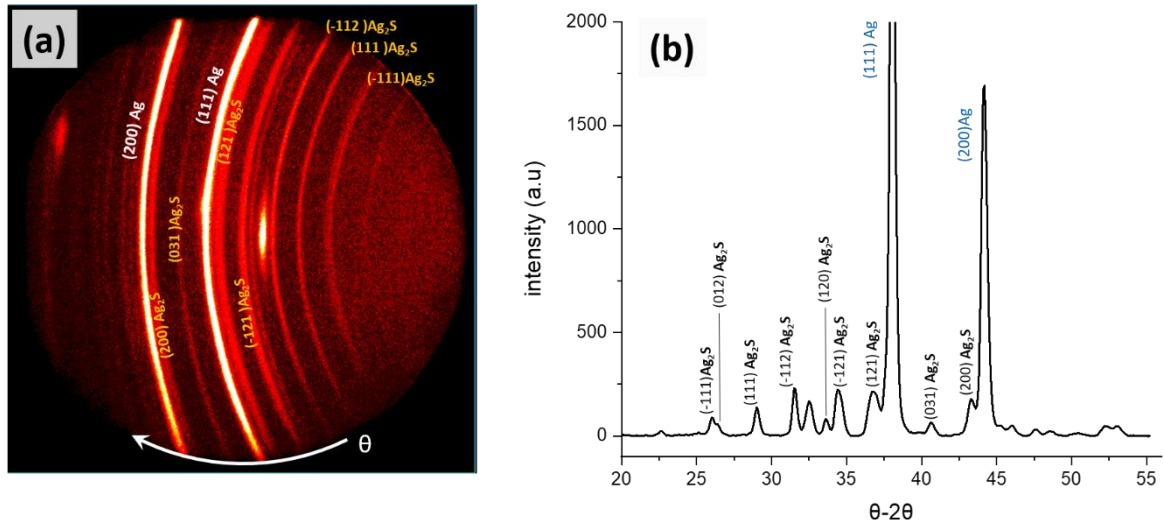 (a)
(-112 )Ag₂S
(111 )Ag₂S
(-111)Ag₂S
(200) Ag
(111) Ag
(121 )Ag₂S
(031 )Ag₂S
(200) Ag₂S
(-121 )Ag₂S
θ
(b)
2000
1500
1000
500
0
intensity (a.u)
(-111)Ag₂S
(012) Ag₂S
(111) Ag₂S
(-112) Ag₂S
(120) Ag₂S
(-121) Ag₂S
(121) Ag₂S
(111) Ag
(031) Ag₂S
(200) Ag₂S
(200)Ag
20 25 30 35 40 45 50 55
θ-2θ